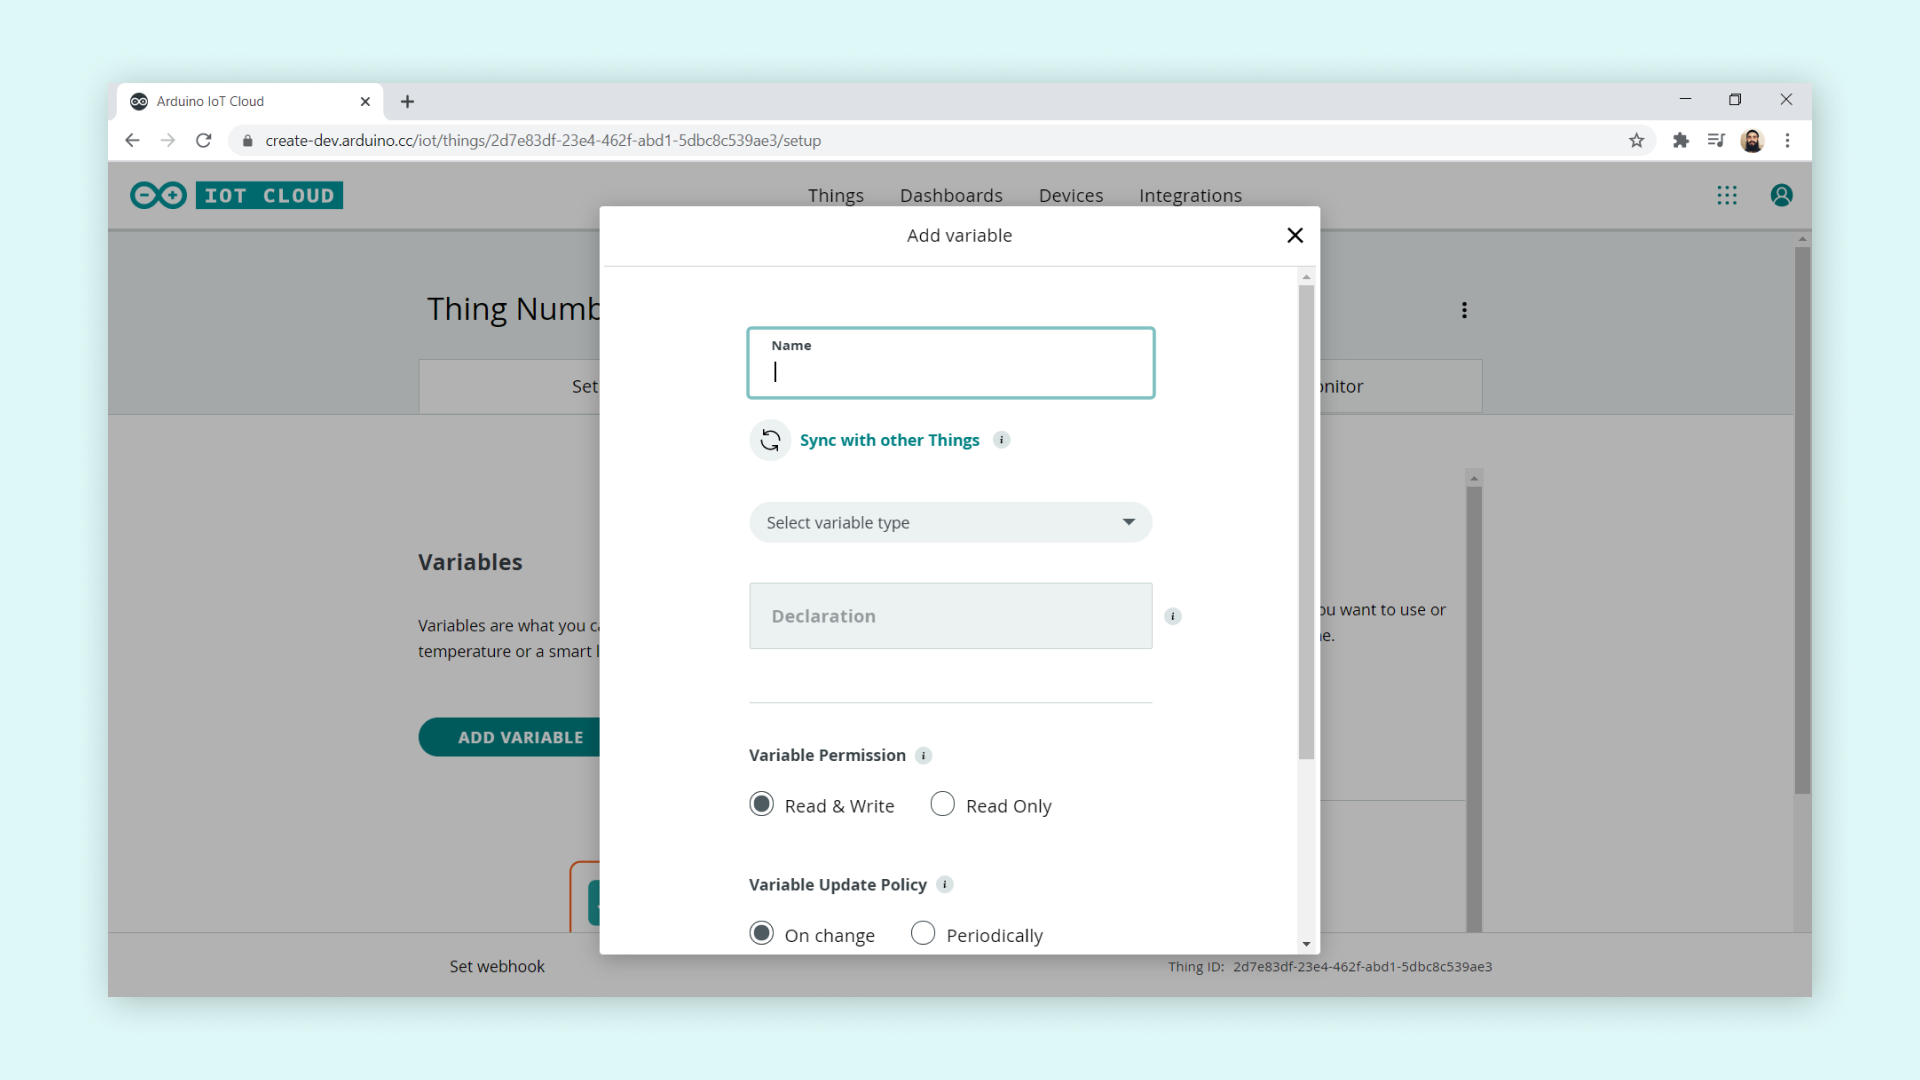 Arduino IoT Cloud
create-dev.arduino.cc/iot/things/2d7e83df-23e4-462f-abd1-5dbc8c539ae3/setup
IOT CLOUD
Things Dashboards Devices Integrations
Add variable
Thing Numb
Name
Set
onitor
Sync with other Things
Select variable type
Variables
Declaration
Variables are what you ca
temperature or a smart l
ou want to use or
e.
ADD VARIABLE
Variable Permission
Read & Write Read Only
Variable Update Policy
On change Periodically
Set webhook
Thing ID: 2d7e83df-23e4-462f-abd1-5dbc8c539ae3